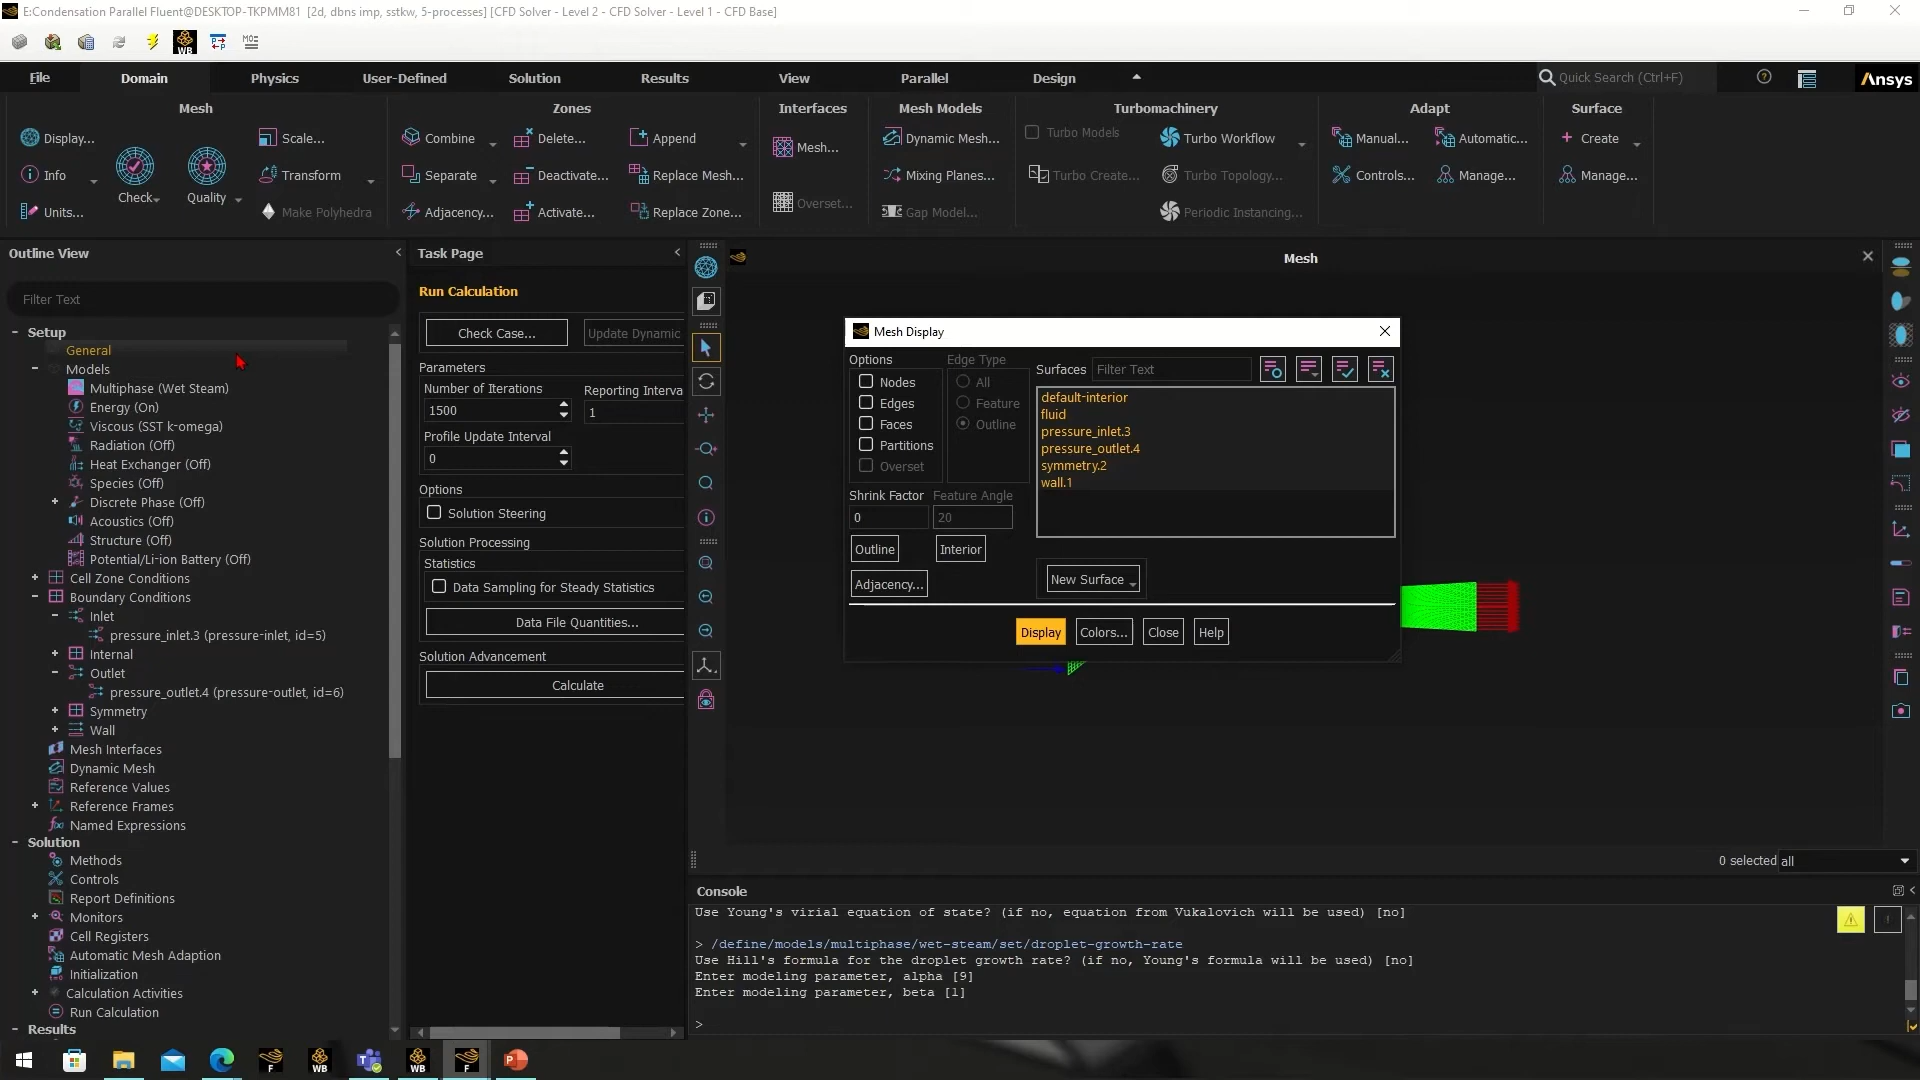 E:Condensation Parallel Fluent@DESKTOP-TKPMM81 [2d, dbns imp, sstkw, 5-processes] [CFD Solver - Level 2 - CFD Solver - Level 1 - CFD Base]
WB
File Domain Physics User-Defined Solution Results View Parallel Design Quick Search (Ctrl+F) Ansys
Mesh Zones Interfaces Mesh Models Turbomachinery Adapt Surface
Display... Scale... Combine Delete... Append Mesh... Dynamic Mesh... Turbo Models Turbo Workflow Manual... Automatic... Create
Info Check Quality Transform Separate Deactivate... Replace Mesh... Mixing Planes... Turbo Create... Turbo Topology... Controls... Manage... Manage...
Units... Make Polyhedra Adjacency... Activate... Replace Zone... Overset... Gap Model... Periodic Instancing...
Outline View
Filter Text
Setup
General
Models
Multiphase (Wet Steam)
Energy (On)
Viscous (SST k-omega)
Radiation (Off)
Heat Exchanger (Off)
Species (Off)
Discrete Phase (Off)
Acoustics (Off)
Structure (Off)
Potential/Li-ion Battery (Off)
Cell Zone Conditions
Boundary Conditions
Inlet
pressure_inlet.3 (pressure-inlet, id=5)
Internal
Outlet
pressure_outlet.4 (pressure-outlet, id=6)
Symmetry
Wall
Mesh Interfaces
Dynamic Mesh
Reference Values
Reference Frames
Named Expressions
Solution
Methods
Controls
Report Definitions
Monitors
Cell Registers
Automatic Mesh Adaption
Initialization
Calculation Activities
Run Calculation
Results
Task Page
Run Calculation
Check Case... Update Dynamic
Parameters
Number of Iterations Reporting Interva
1500 1
Profile Update Interval
0
Options
Solution Steering
Solution Processing
Statistics
Data Sampling for Steady Statistics
Data File Quantities...
Solution Advancement
Calculate
Mesh
Mesh Display
Options Edge Type Surfaces Filter Text
Nodes All
Edges Feature
Faces Outline
Partitions
Overset
default-interior
fluid
pressure_inlet.3
pressure_outlet.4
symmetry.2
wall.1
Shrink Factor Feature Angle
0 20
Outline Interior
Adjacency... New Surface
Display Colors... Close Help
0 selected all
Console
Use Young's virial equation of state? (if no, equation from Vukalovich will be used) [no]
> /define/models/multiphase/wet-steam/set/droplet-growth-rate
Use Hill's formula for the droplet growth rate? (if no, Young's formula will be used) [no]
Enter modeling parameter, alpha [9]
Enter modeling parameter, beta [1]
>
F WB WB F P